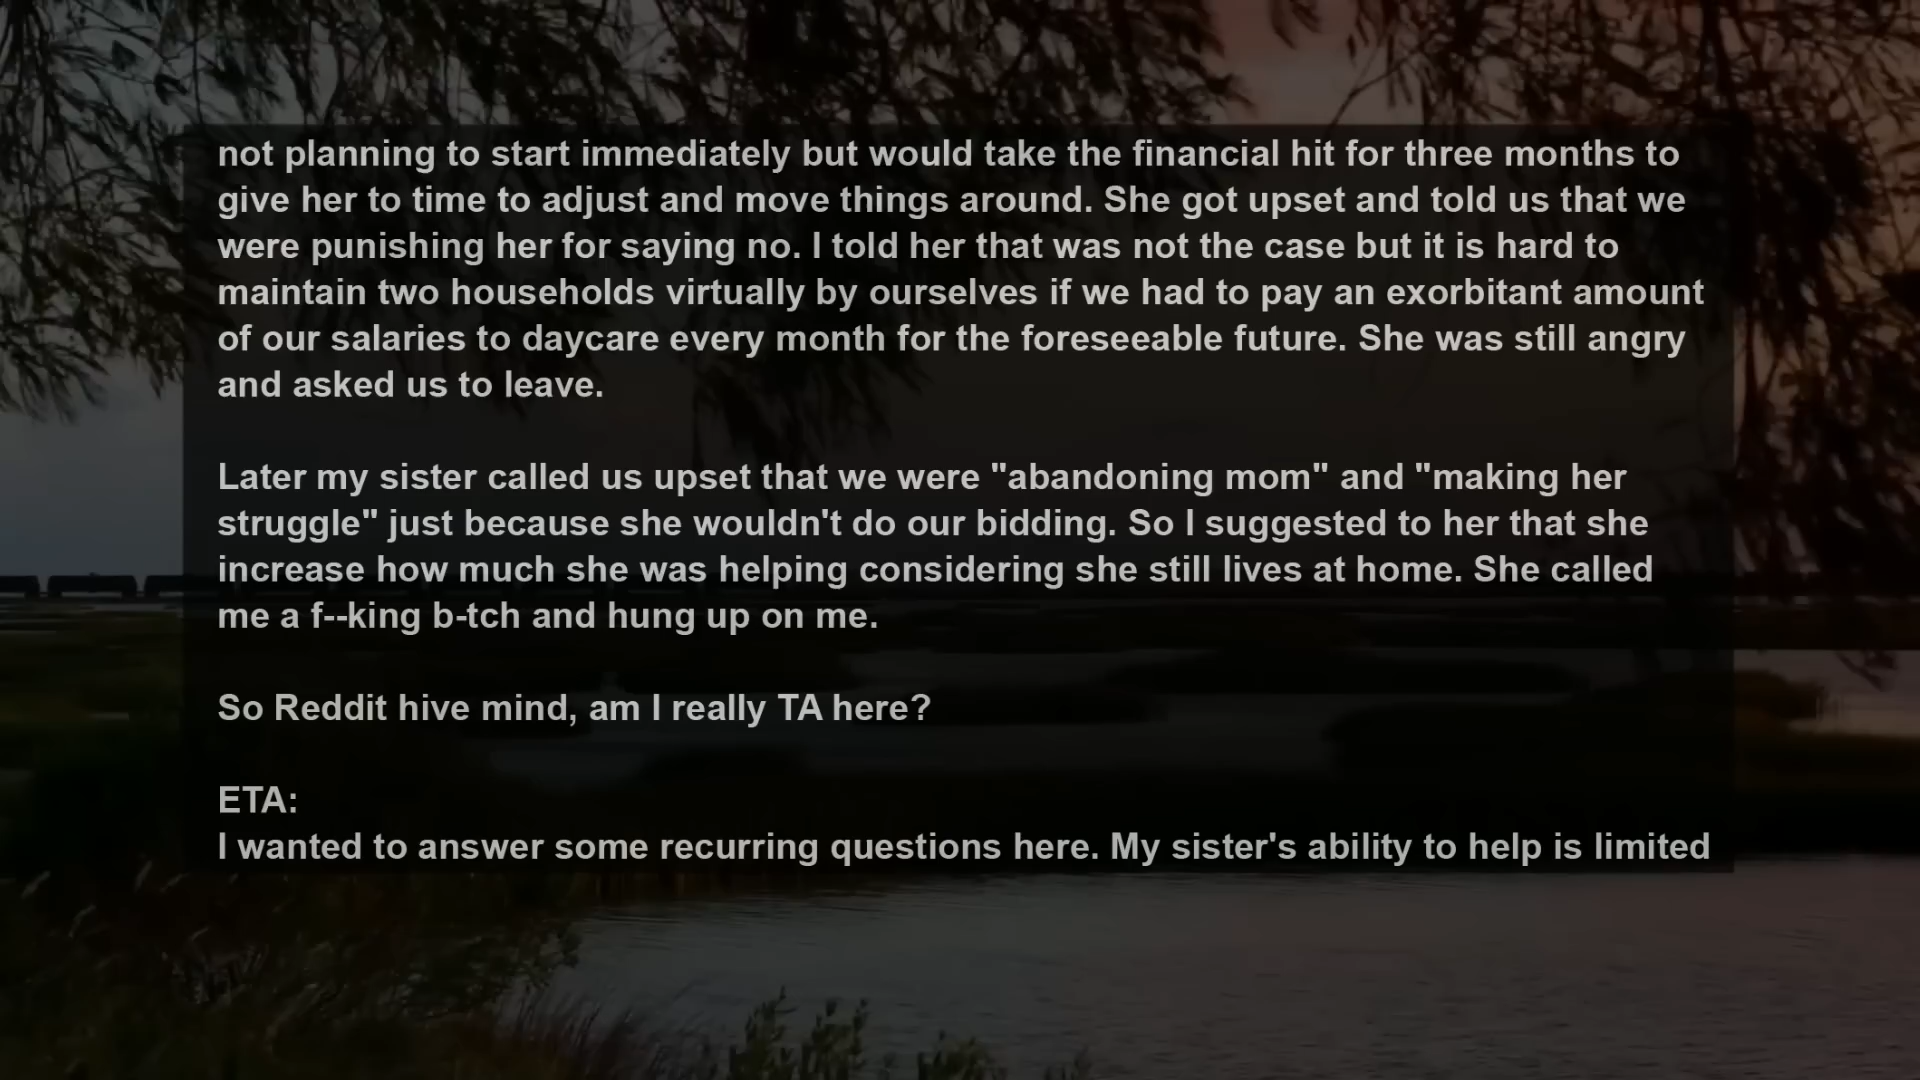 not planning to start immediately but would take the financial hit for three months to
give her to time to adjust and move things around. She got upset and told us that we
were punishing her for saying no. I told her that was not the case but it is hard to
maintain two households virtually by ourselves if we had to pay an exorbitant amount
of our salaries to daycare every month for the foreseeable future. She was still angry
and asked us to leave.
Later my sister called us upset that we were "abandoning mom" and "making her
struggle" just because she wouldn't do our bidding. So I suggested to her that she
increase how much she was helping considering she still lives at home. She called
me a f--king b-tch and hung up on me.
So Reddit hive mind, am I really TA here?
ETA:
I wanted to answer some recurring questions here. My sister's ability to help is limited